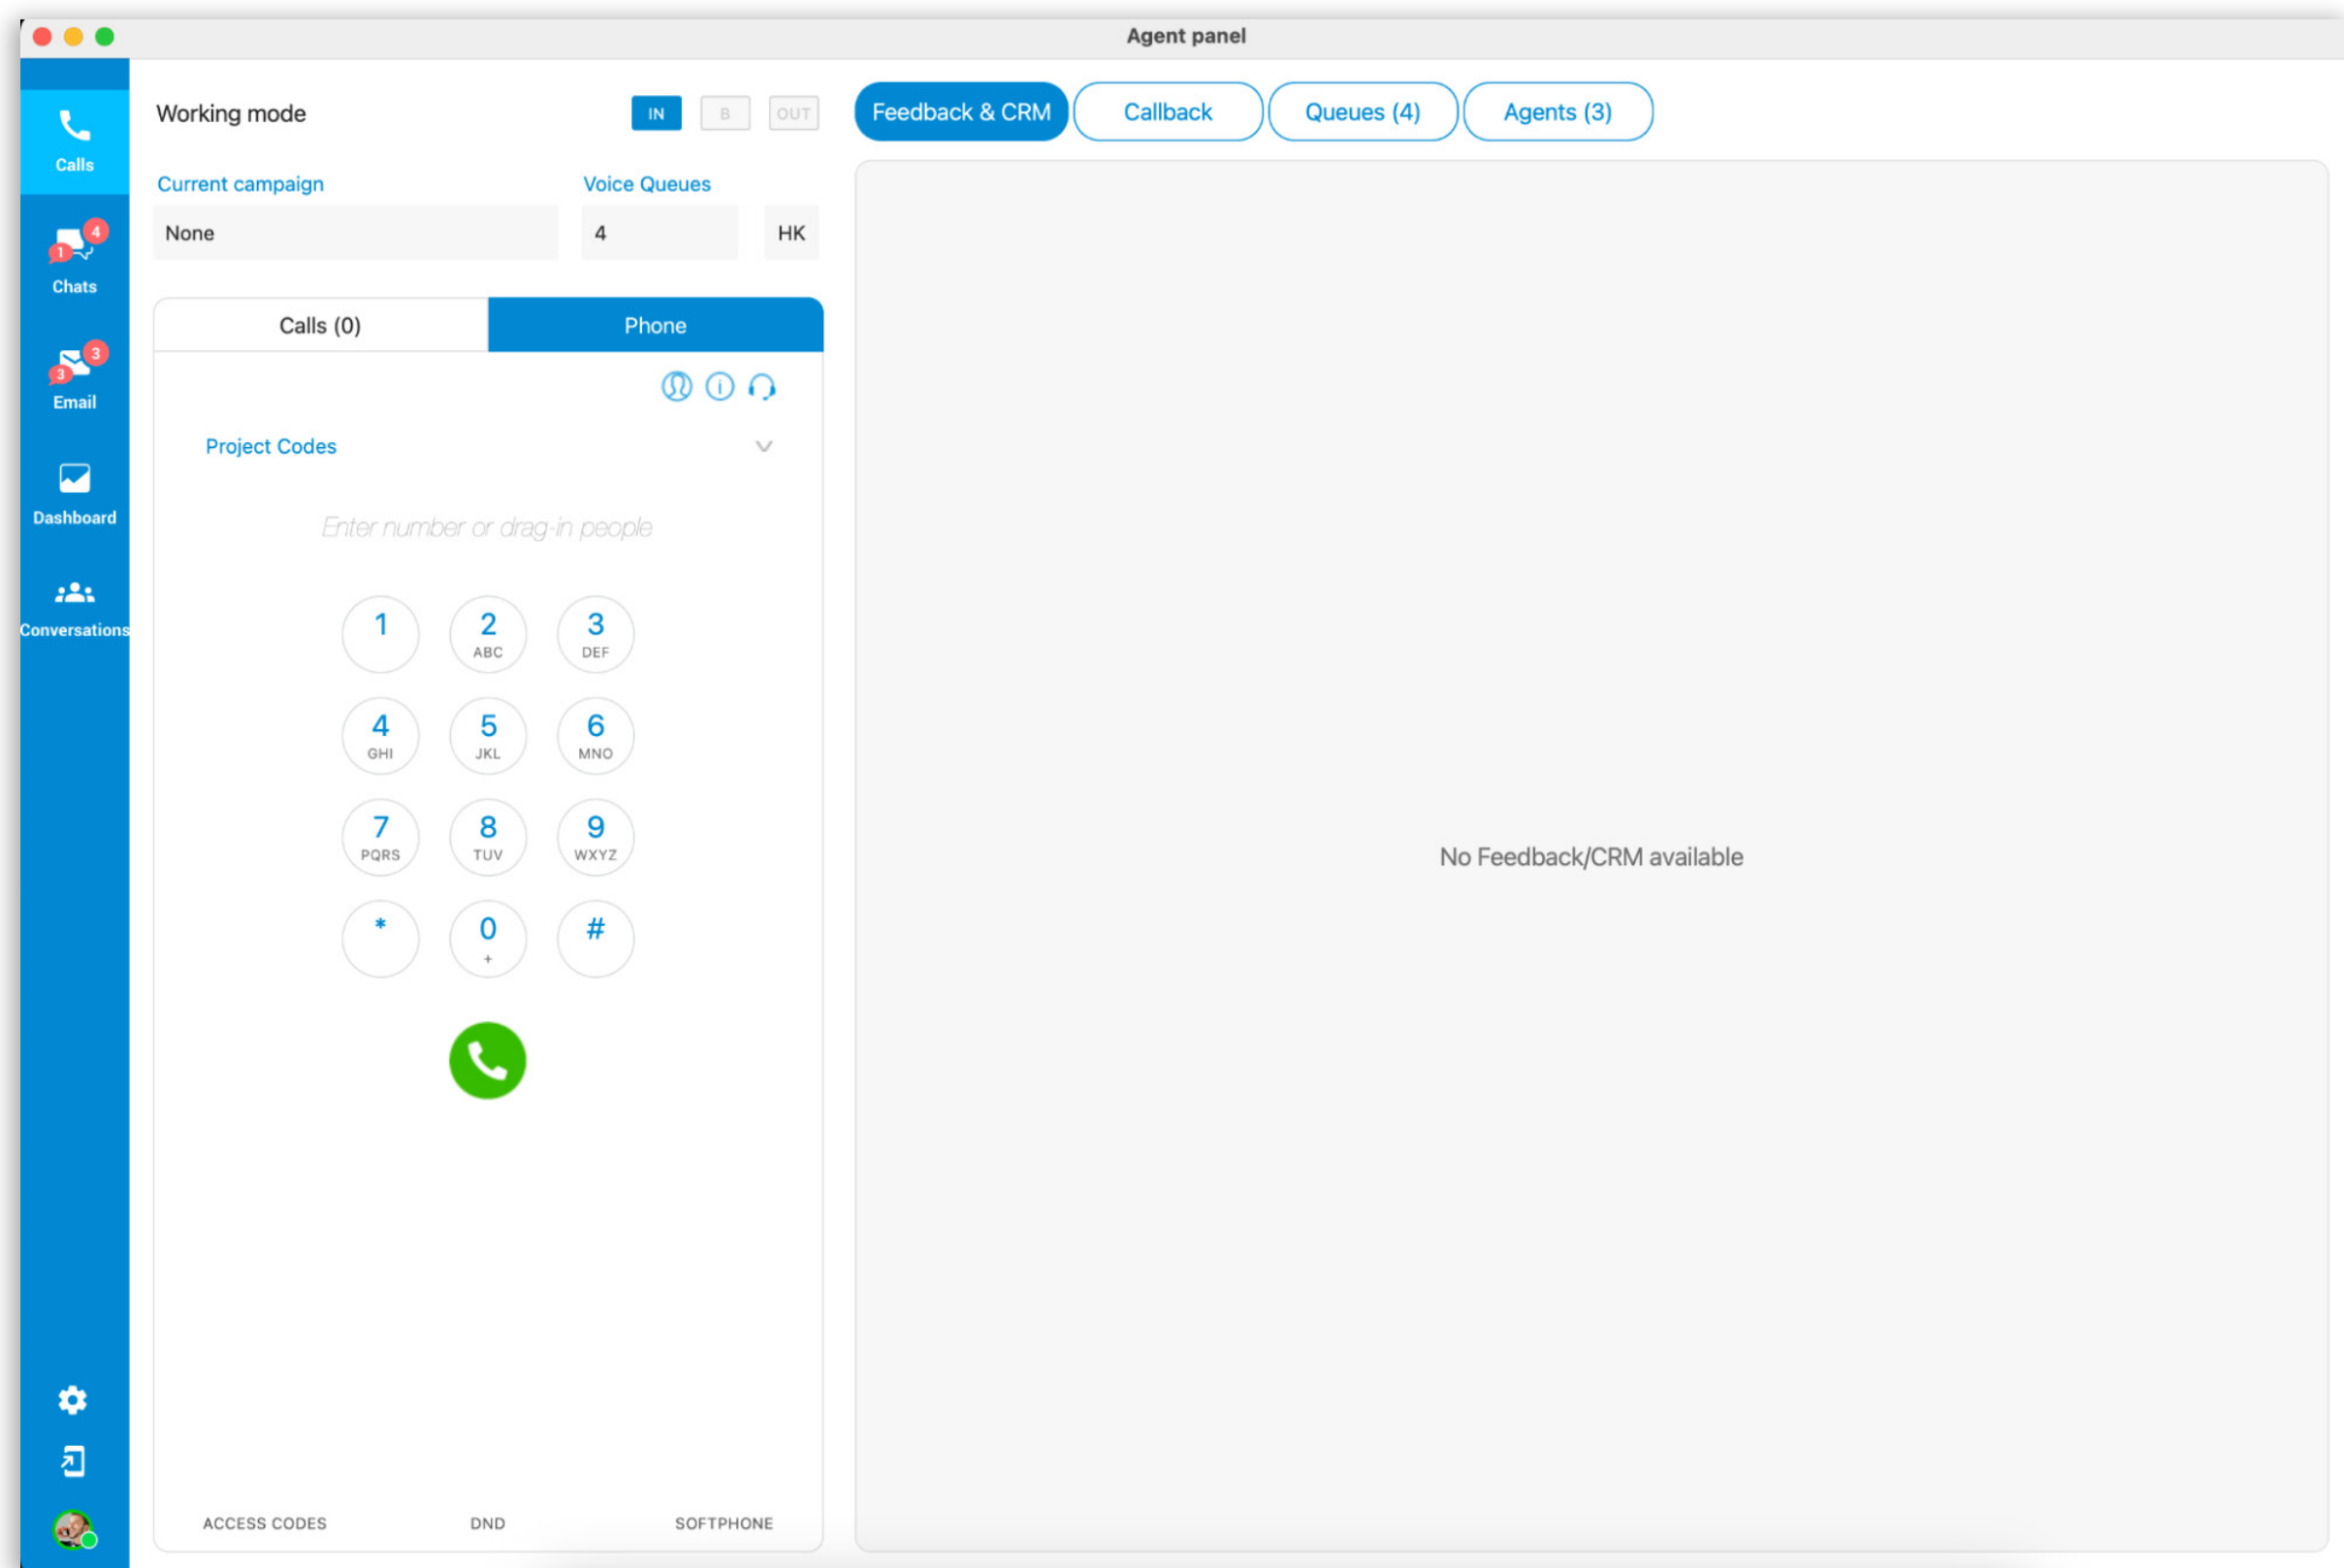 Agent panel
Calls
4
1
Chats
3
3
Email
Dashboard
Conversations
Working mode
IN
B
OUT
Current campaign
Voice Queues
None
4
HK
Calls (0)
Phone
Project Codes
Enter number or drag-in people
1
2
ABC
3
DEF
4
GHI
5
JKL
6
MNO
7
PQRS
8
TUV
9
WXYZ
*
0
+
#
ACCESS CODES
DND
SOFTPHONE
Feedback & CRM
Callback
Queues (4)
Agents (3)
No Feedback/CRM available